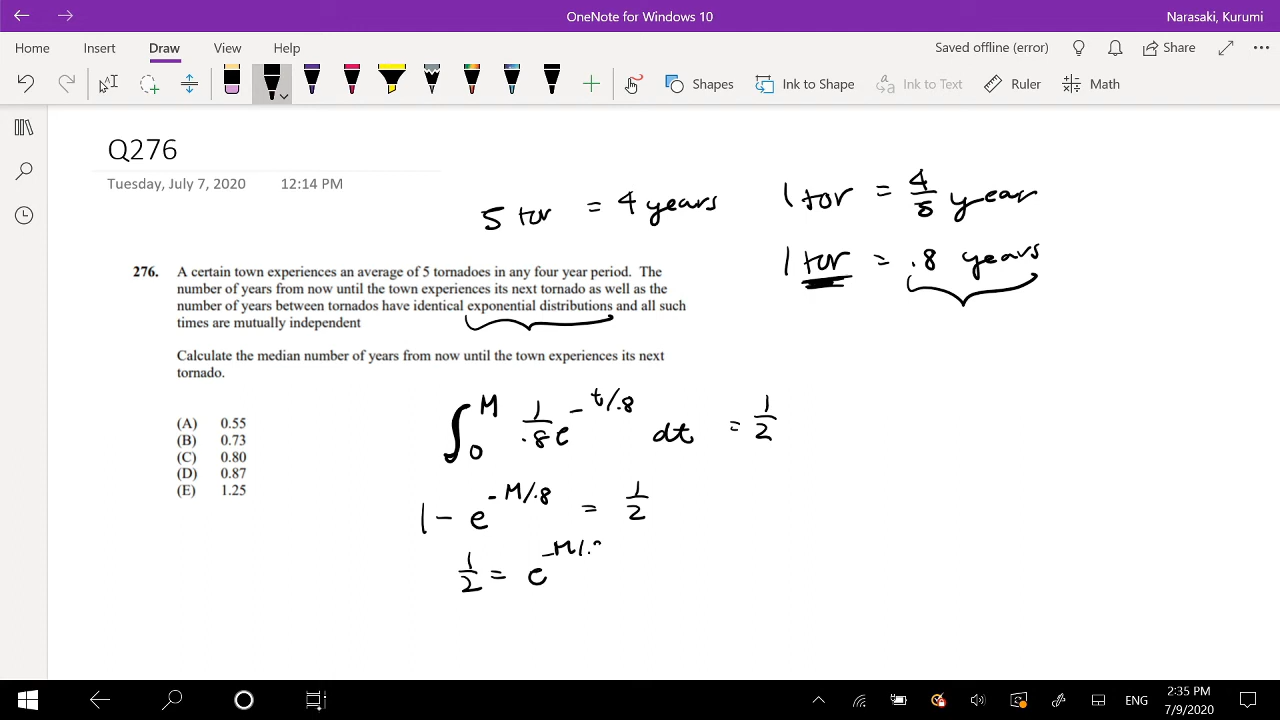 OneNote for Windows 10
Narasaki, Kurumi
Home Insert Draw View Help
Saved offline (error) Share
Shapes Ink to Shape Ink to Text Ruler Math
Q276
Tuesday, July 7, 2020 12:14 PM
5 tor = 4 years
1 tor = 4/5 year
1 tor = .8 years
276. A certain town experiences an average of 5 tornadoes in any four year period. The
number of years from now until the town experiences its next tornado as well as the
number of years between tornados have identical exponential distributions and all such
times are mutually independent
Calculate the median number of years from now until the town experiences its next
tornado.
(A) 0.55
(B) 0.73
(C) 0.80
(D) 0.87
(E) 1.25
∫₀ᴹ 1/.8 e^(-t/.8) dt = 1/2
1 - e^(-M/.8) = 1/2
1/2 = e^(-M/.
ENG
2:35 PM
7/9/2020